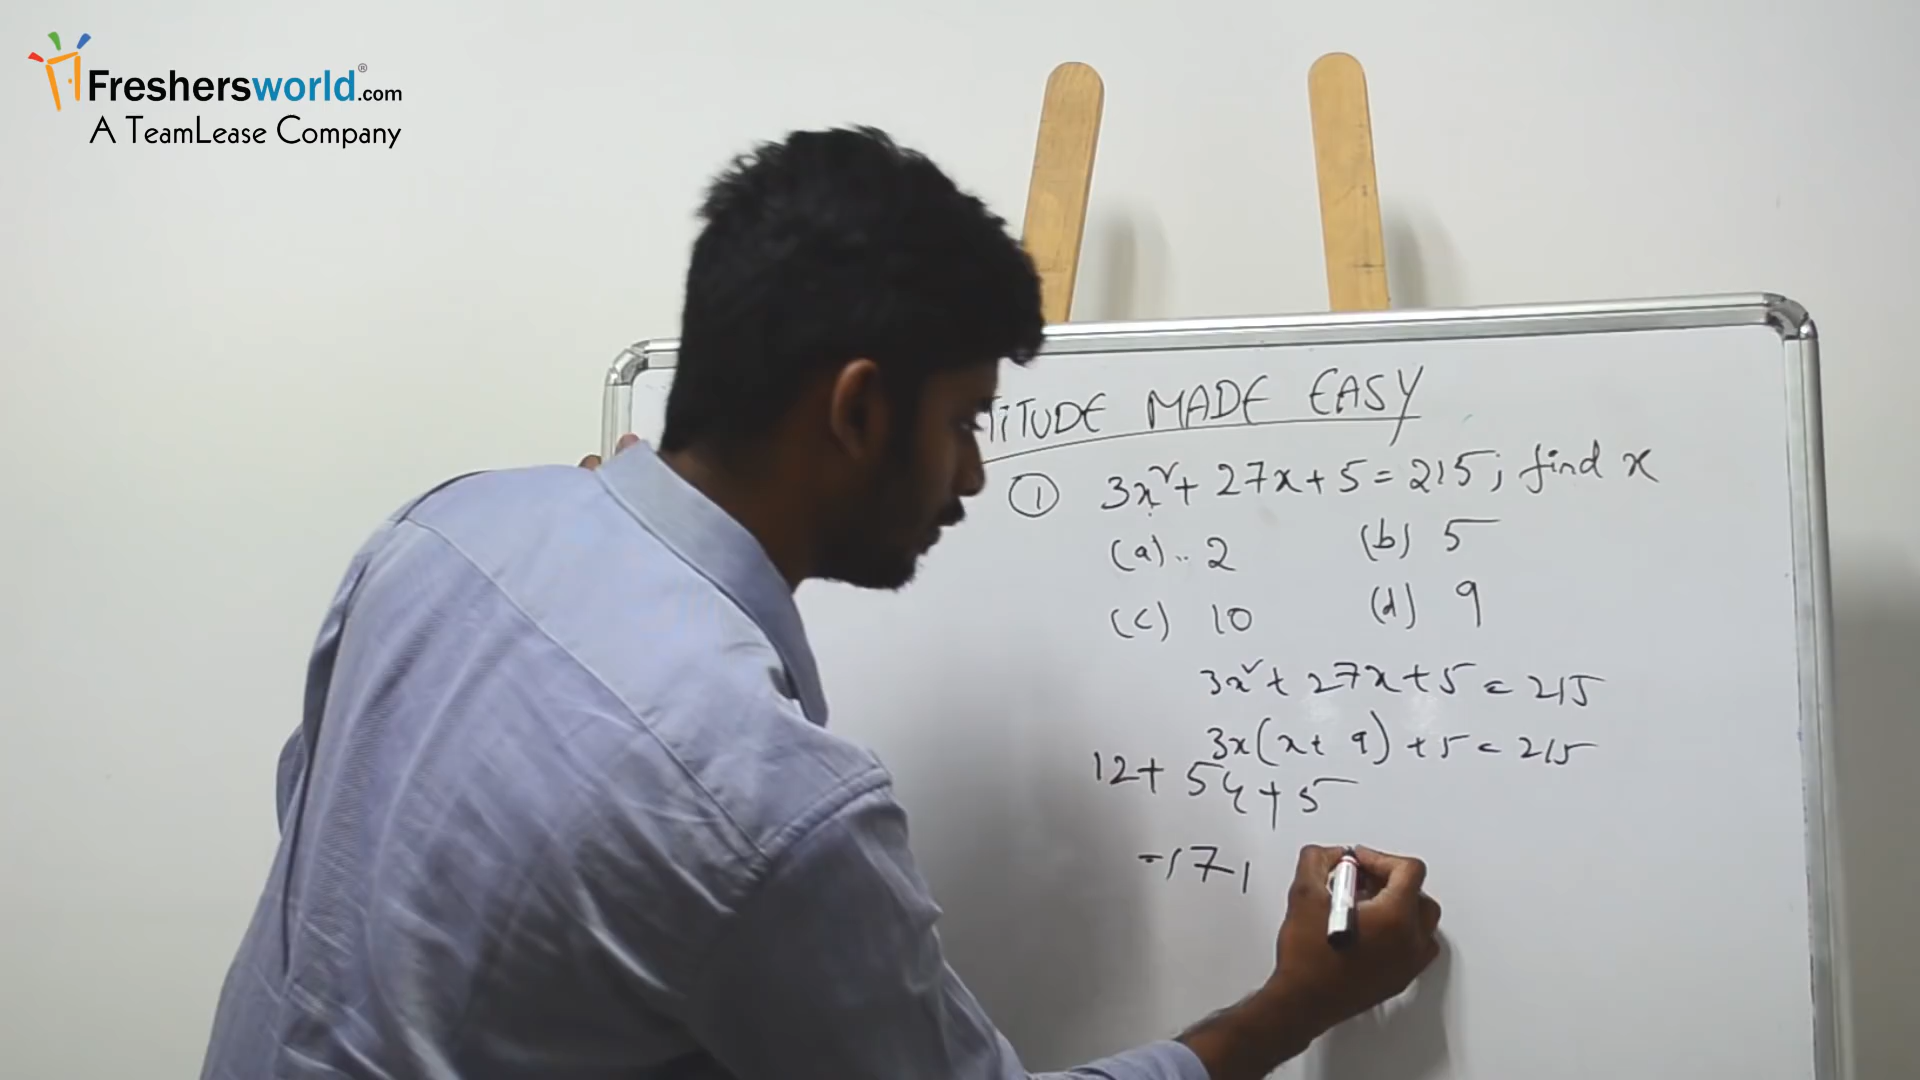 Freshersworld.com®
A TeamLease Company
TITUDE MADE EASY
① 3x²+ 27x+5=215; find x
(a).. 2 (b) 5
(c) 10 (d) 9
3x²+ 27x+5 = 215
3x(x+ 9) +5 = 215
12+ 54+5
=171